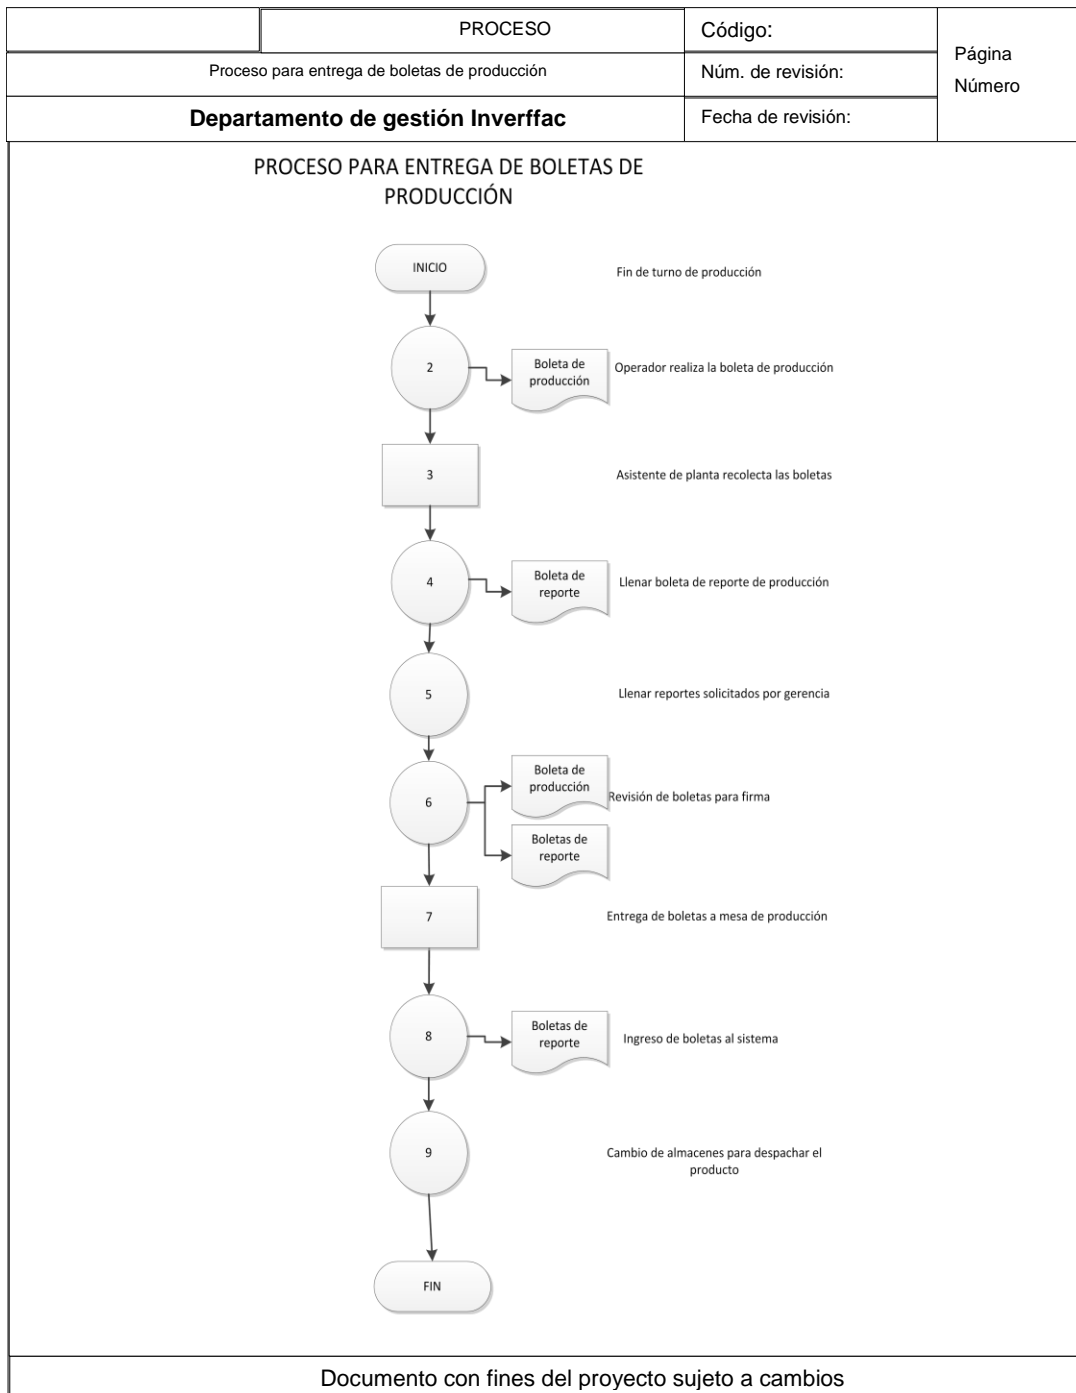 PROCESO
Código:
Página
Número
Proceso para entrega de boletas de producción
Núm. de revisión:
Departamento de gestión Inverffac
Fecha de revisión:
PROCESO PARA ENTREGA DE BOLETAS DE
PRODUCCIÓN
INICIO
Fin de turno de producción
2
Boleta de
producción
Operador realiza la boleta de producción
3
Asistente de planta recolecta las boletas
4
Boleta de
reporte
Llenar boleta de reporte de producción
5
Llenar reportes solicitados por gerencia
6
Boleta de
producción
Revisión de boletas para firma
Boletas de
reporte
7
Entrega de boletas a mesa de producción
8
Boletas de
reporte
Ingreso de boletas al sistema
9
Cambio de almacenes para despachar el
producto
FIN
Documento con fines del proyecto sujeto a cambios